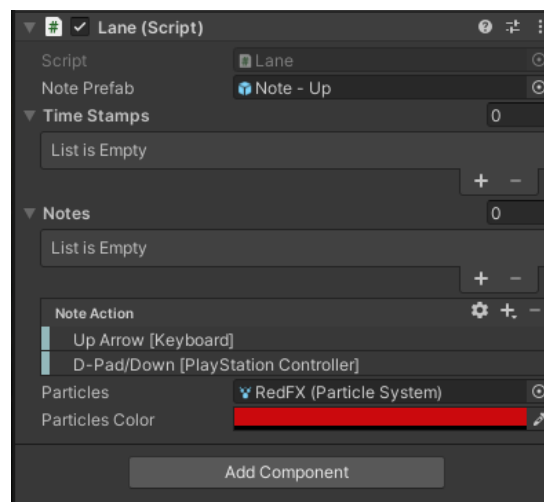 Lane (Script)
Script Lane
Note Prefab Note - Up
Time Stamps 0
List is Empty
+ −
Notes 0
List is Empty
+ −
Note Action
Up Arrow [Keyboard]
D-Pad/Down [PlayStation Controller]
Particles RedFX (Particle System)
Particles Color
Add Component